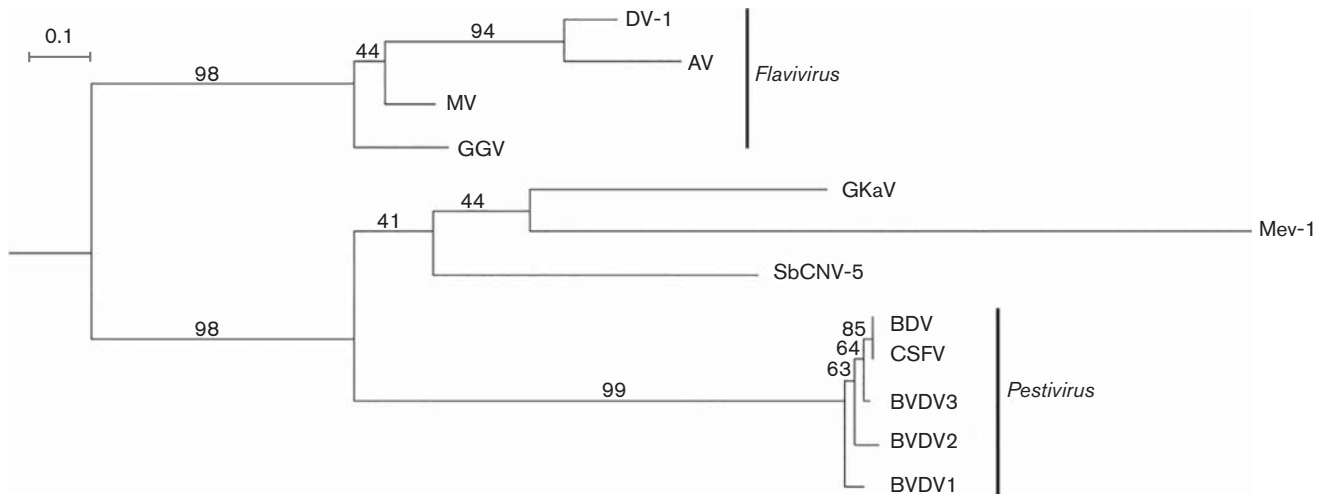 0.1
98
44
94
DV-1
AV
MV
GGV
Flavivirus
98
41
44
GKaV
Mev-1
SbCNV-5
99
63
64
85
BDV
CSFV
BVDV3
BVDV2
BVDV1
Pestivirus